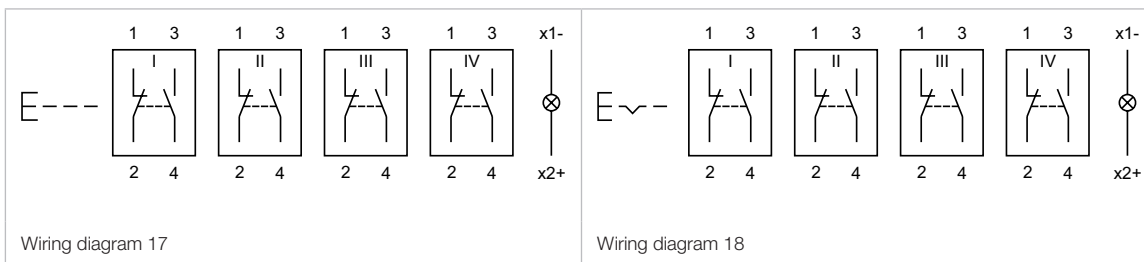 1 3 1 3 1 3 1 3 x1-
I II III IV
2 4 2 4 2 4 2 4 x2+
Wiring diagram 17
1 3 1 3 1 3 1 3 x1-
I II III IV
2 4 2 4 2 4 2 4 x2+
Wiring diagram 18